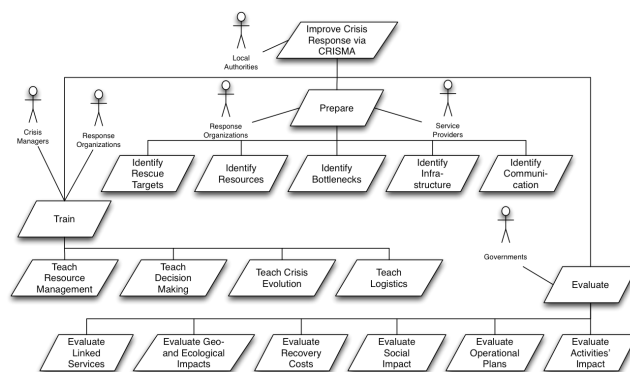 Improve Crisis
Response via
CRISMA
Local
Authorities
Crisis
Managers
Response
Organizations
Response
Organizations
Prepare
Service
Providers
Identify
Rescue
Targets
Identify
Resources
Identify
Bottlenecks
Identify
Infra-
structure
Identify
Communi-
cation
Train
Governments
Teach
Resource
Management
Teach
Decision
Making
Teach Crisis
Evolution
Teach
Logistics
Evaluate
Evaluate
Linked
Services
Evaluate Geo-
and Ecological
Impacts
Evaluate
Recovery
Costs
Evaluate
Social
Impact
Evaluate
Operational
Plans
Evaluate
Activities'
Impact